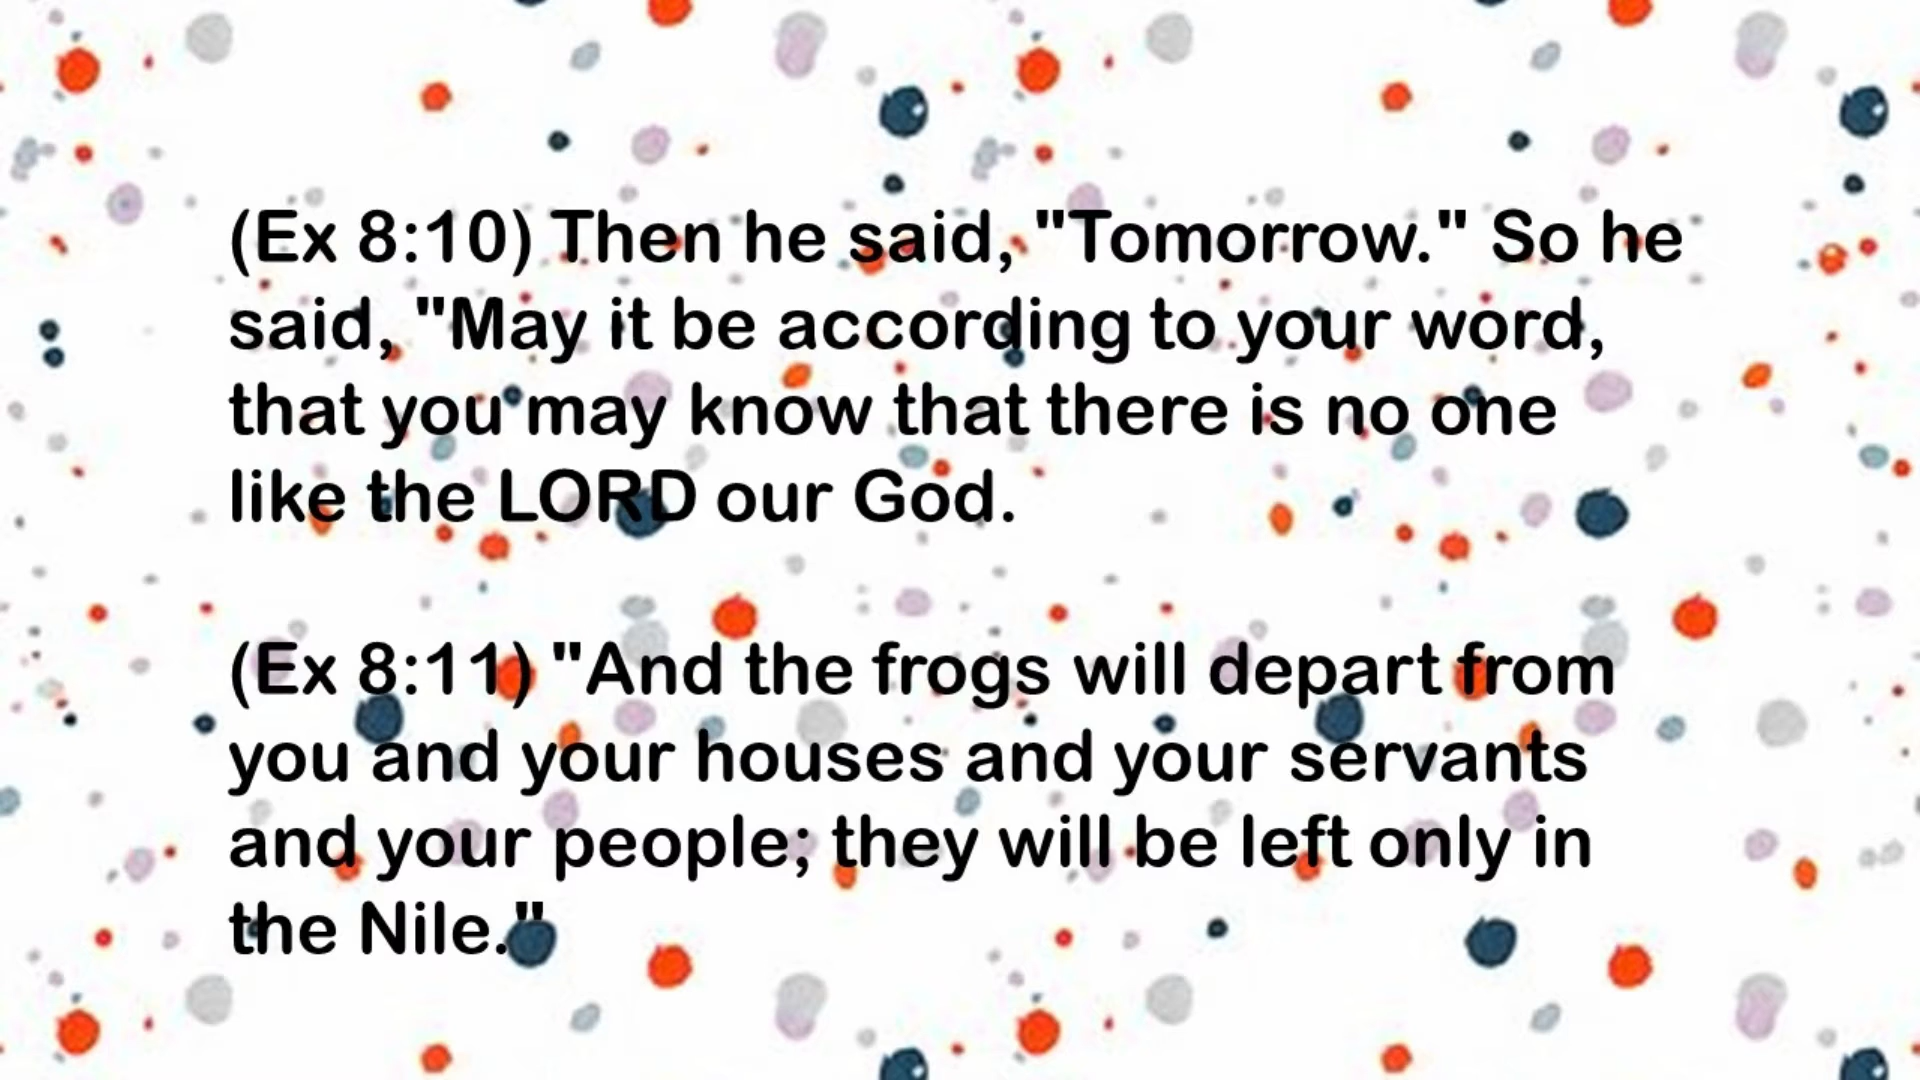 (Ex 8:10) Then he said, "Tomorrow." So he
said, "May it be according to your word,
that you may know that there is no one
like the LORD our God.
(Ex 8:11) "And the frogs will depart from
you and your houses and your servants
and your people; they will be left only in
the Nile."